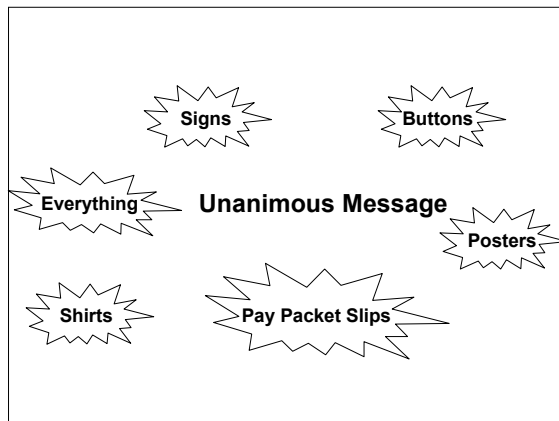 Signs
Buttons
Everything
Unanimous Message
Posters
Shirts
Pay Packet Slips